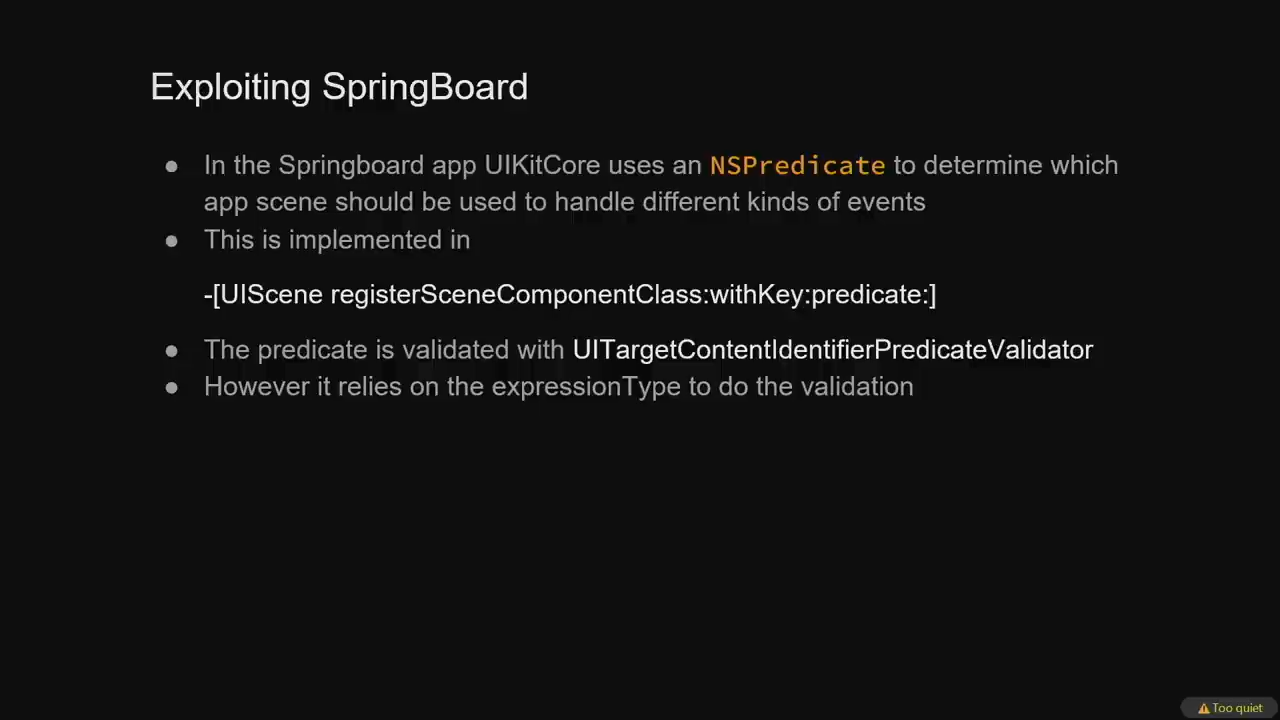 Exploiting SpringBoard
● In the Springboard app UIKitCore uses an NSPredicate to determine which
app scene should be used to handle different kinds of events
● This is implemented in
-[UIScene registerSceneComponentClass:withKey:predicate:]
● The predicate is validated with UITargetContentIdentifierPredicateValidator
● However it relies on the expressionType to do the validation
⚠ Too quiet